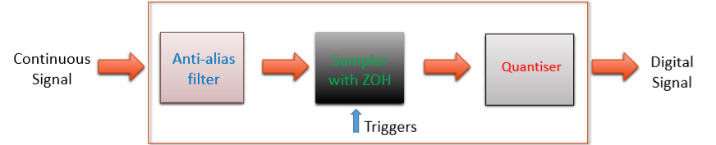 Continuous
Signal
Anti-alias
filter
Sampler
with ZOH
Triggers
Quantiser
Digital
Signal